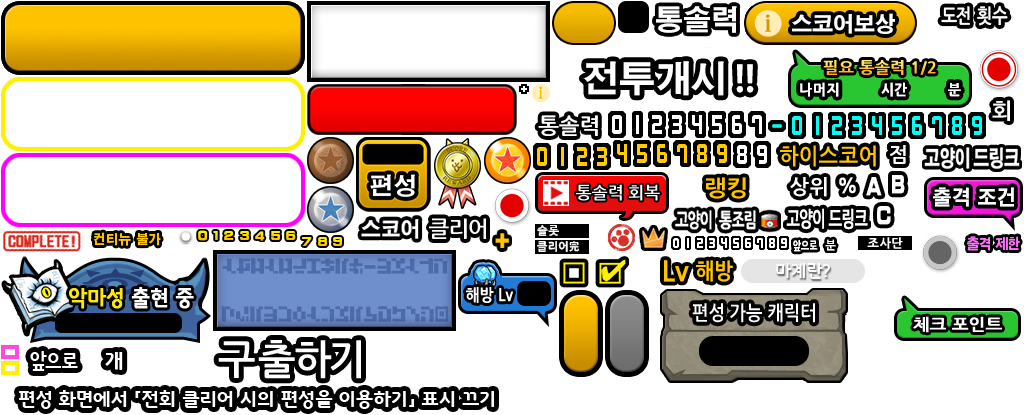 통솔력
스코어보상
도전 횟수
전투개시 !!
필요 통솔력 1/2
나머지 시간 분
회
통솔력 01234567-0123456789
0123456789 89
하이스코어 점
고양이 드링크
편성
통솔력 회복
랭킹
상위 % A B
출격 조건
스코어 클리어
고양이 통조림
고양이 드링크 C
COMPLETE!
컨티뉴 불가
0123456
789
슬롯
클리어完
0123456789 앞으로 분
조사단
출격 제한
악마성 출현 중
해방 Lv
Lv 해방
마계란?
편성 가능 캐릭터
체크 포인트
앞으로 개
구출하기
편성 화면에서 「전회 클리어 시의 편성을 이용하기」 표시 끄기